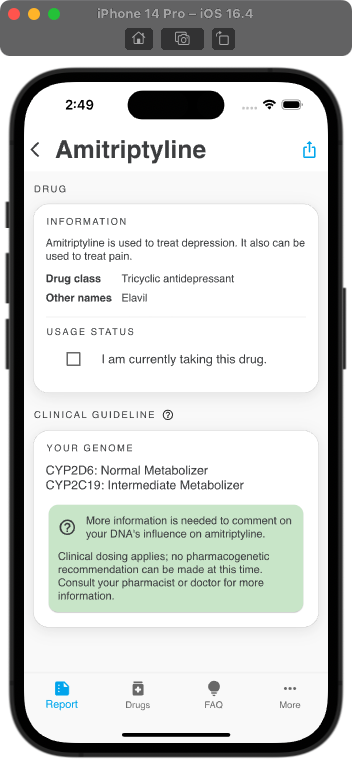 iPhone 14 Pro – iOS 16.4
2:49
Amitriptyline
DRUG
INFORMATION
Amitriptyline is used to treat depression. It also can be
used to treat pain.
Drug class Tricyclic antidepressant
Other names Elavil
USAGE STATUS
I am currently taking this drug.
CLINICAL GUIDELINE ?
YOUR GENOME
CYP2D6: Normal Metabolizer
CYP2C19: Intermediate Metabolizer
? More information is needed to comment on
your DNA's influence on amitriptyline.
Clinical dosing applies; no pharmacogenetic
recommendation can be made at this time.
Consult your pharmacist or doctor for more
information.
Report Drugs FAQ More